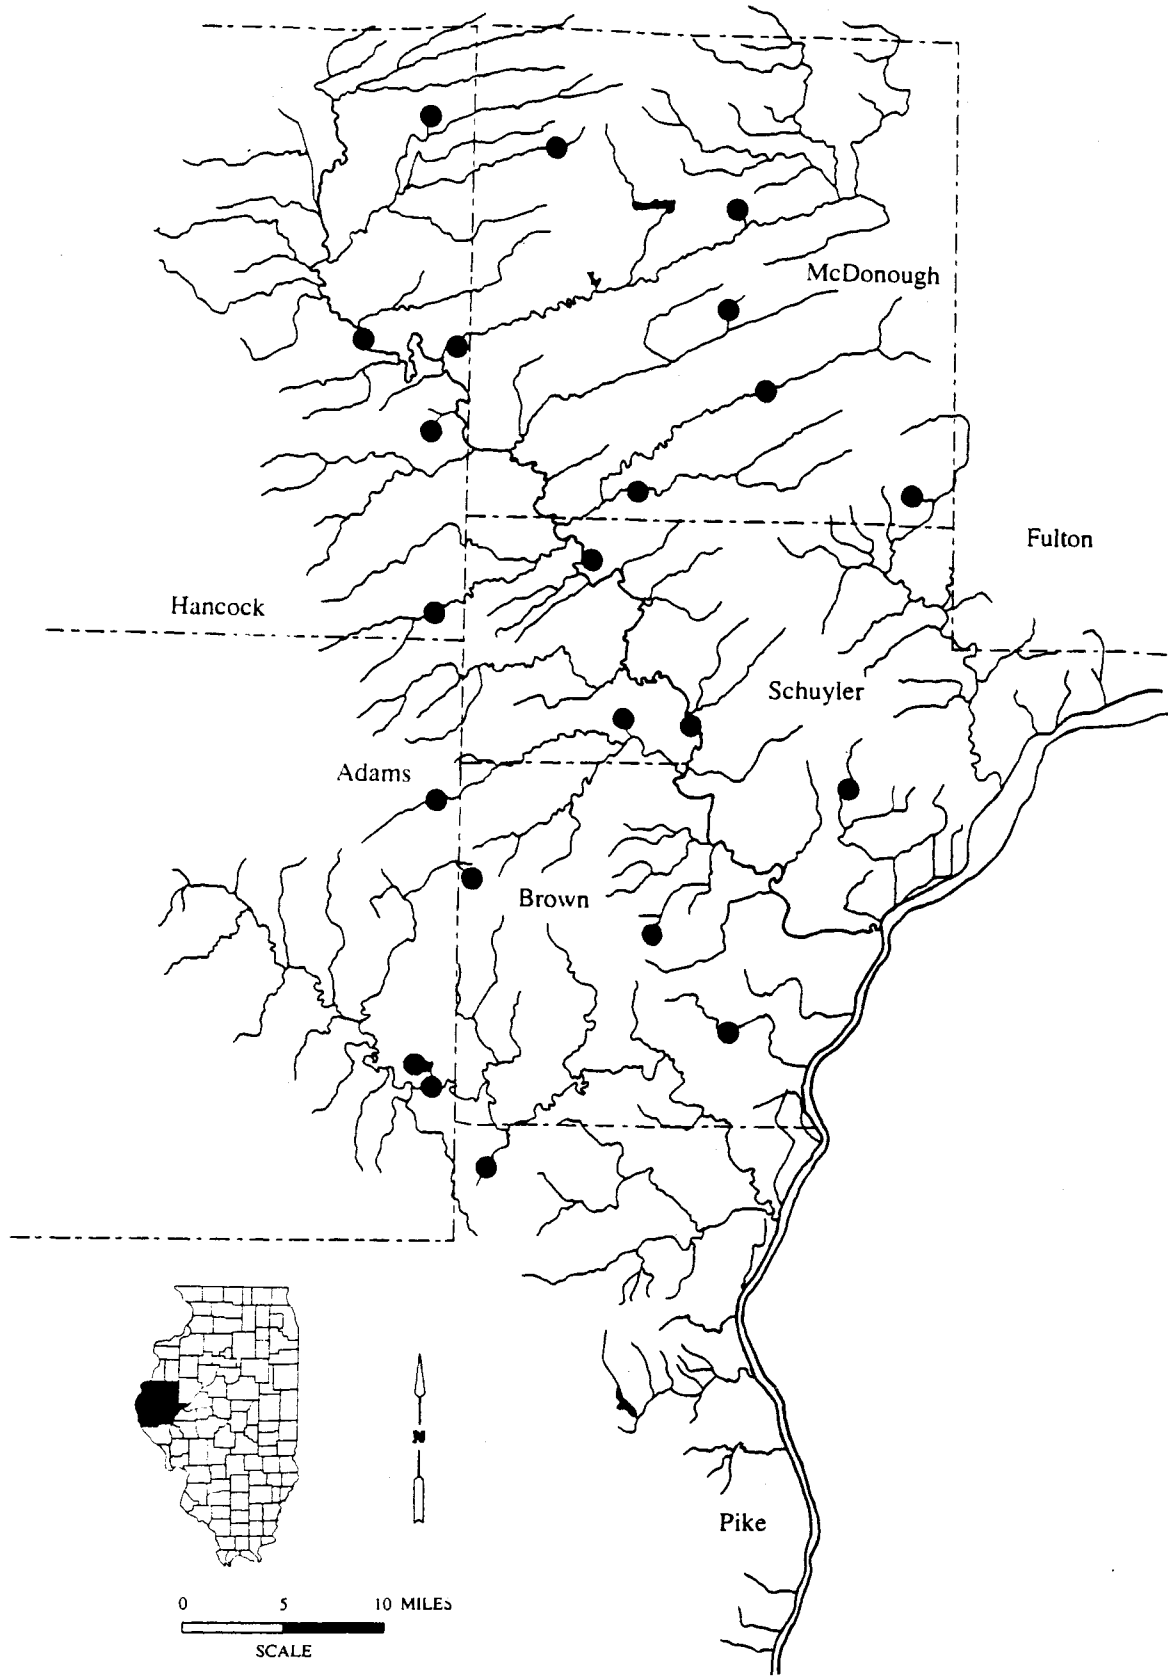 McDonough
Fulton
Hancock
Schuyler
Adams
Brown
N
Pike
0 5 10 MILES
SCALE